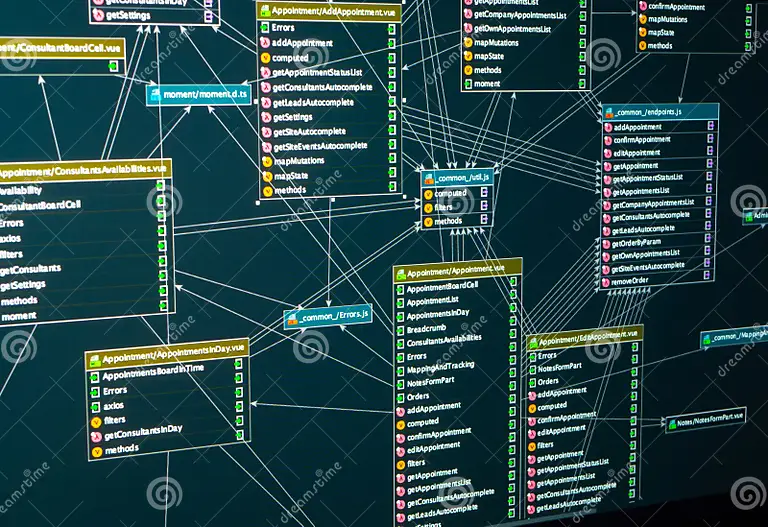 getConsultantsInDay
getSettings
ment/ConsultantBoardCell.vue
moment/moment.d.ts
Appointment/AddAppointment.vue
Errors
addAppointment
computed
getAppointmentStatusList
getConsultantsAutocomplete
getLeadsAutocomplete
getSettings
getSiteAutocomplete
getSiteEventsAutocomplete
mapMutations
mapState
methods
getAppointmentsList
getCompanyAppointmentsList
getOwnAppointmentsList
mapMutations
mapState
methods
moment
confirmAppointment
mapMutations
mapState
methods
_common_/endpoints.js
addAppointment
confirmAppointment
editAppointment
getAppointment
getAppointmentStatusList
getAppointmentsList
getCompanyAppointmentsList
getConsultantsAutocomplete
getLeadsAutocomplete
getOrderByParam
getOwnAppointmentsList
getSiteEventsAutocomplete
removeOrder
_common_/util.js
computed
filters
methods
Appointment/ConsultantsAvailabilities.vue
Availability
ConsultantBoardCell
Errors
axios
filters
getConsultants
getSettings
methods
moment
_common_/Errors.js
Appointment/AppointmentsInDay.vue
AppointmentsBoardInTime
Errors
axios
filters
getConsultantsInDay
methods
Appointment/Appointment.vue
AppointmentBoardCell
AppointmentList
AppointmentsInDay
Breadcrumb
ConsultantsAvailabilities
Errors
MappingAndTracking
NotesFormPart
Orders
addAppointment
computed
confirmAppointment
editAppointment
filters
getAppointment
getAppointmentsList
getConsultantsAutocomplete
getLeadsAutocomplete
getSettings
Appointment/EditAppointment.vue
Errors
NotesFormPart
Orders
addAppointment
computed
confirmAppointment
editAppointment
filters
getAppointment
getAppointmentStatusList
getAppointmentsList
getConsultantsAutocomplete
getLeadsAutocomplete
Admin
_common_/MappingAn
Notes/NotesFormPart.vue
dreamstime